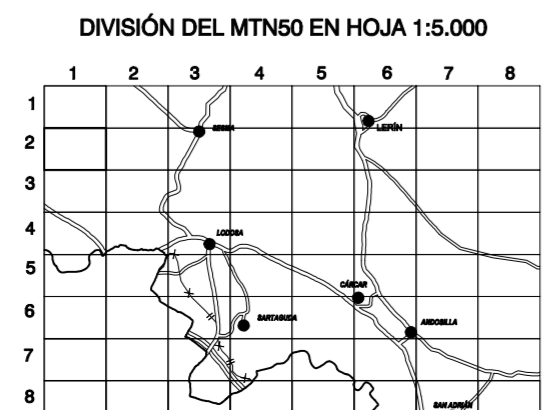 DIVISIÓN DEL MTN50 EN HOJA 1:5.000
1 2 3 4 5 6 7 8
1
LERÍN
2
SESMA
3
4
LODOSA
5
CÁRCAR
6
SARTAGUDA
ANDOSILLA
7
8
SAN ADRIÁN